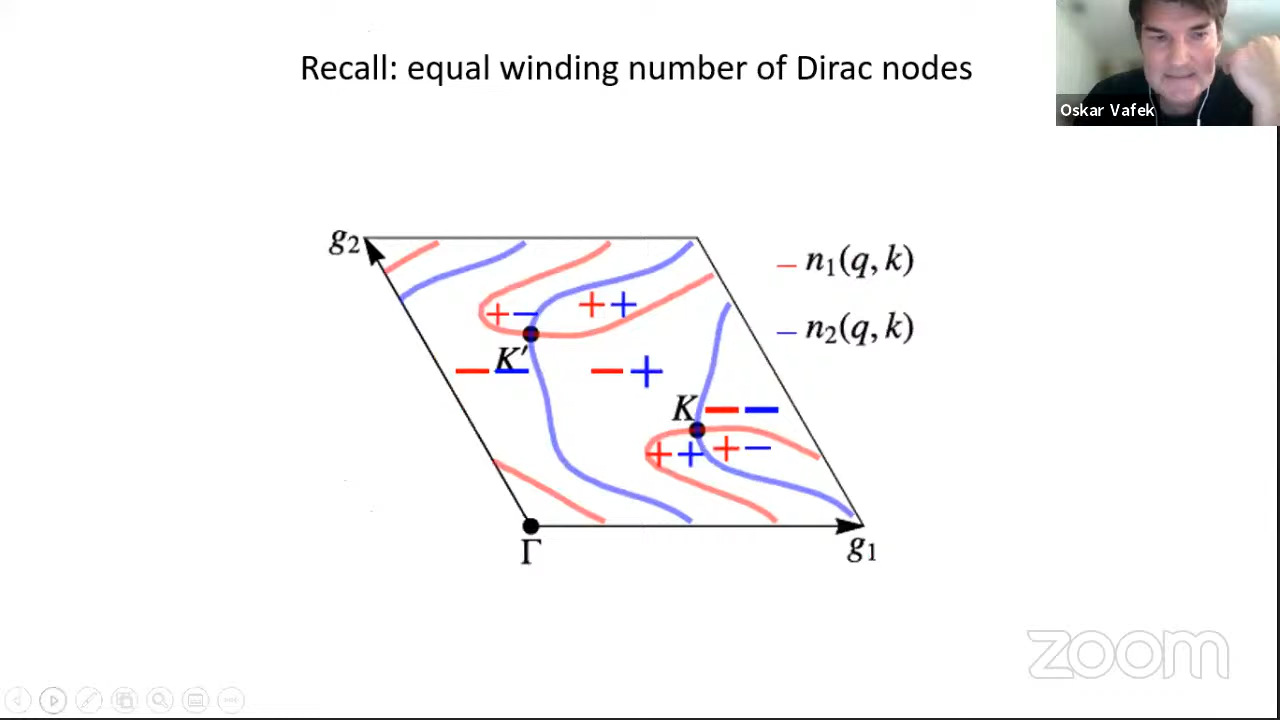 Recall: equal winding number of Dirac nodes
Oskar Vafek
g₂
n₁(q, k)
+ −
+ +
n₂(q, k)
K′
− −
− +
K
− −
+ +
+ −
Γ
g₁
zoom